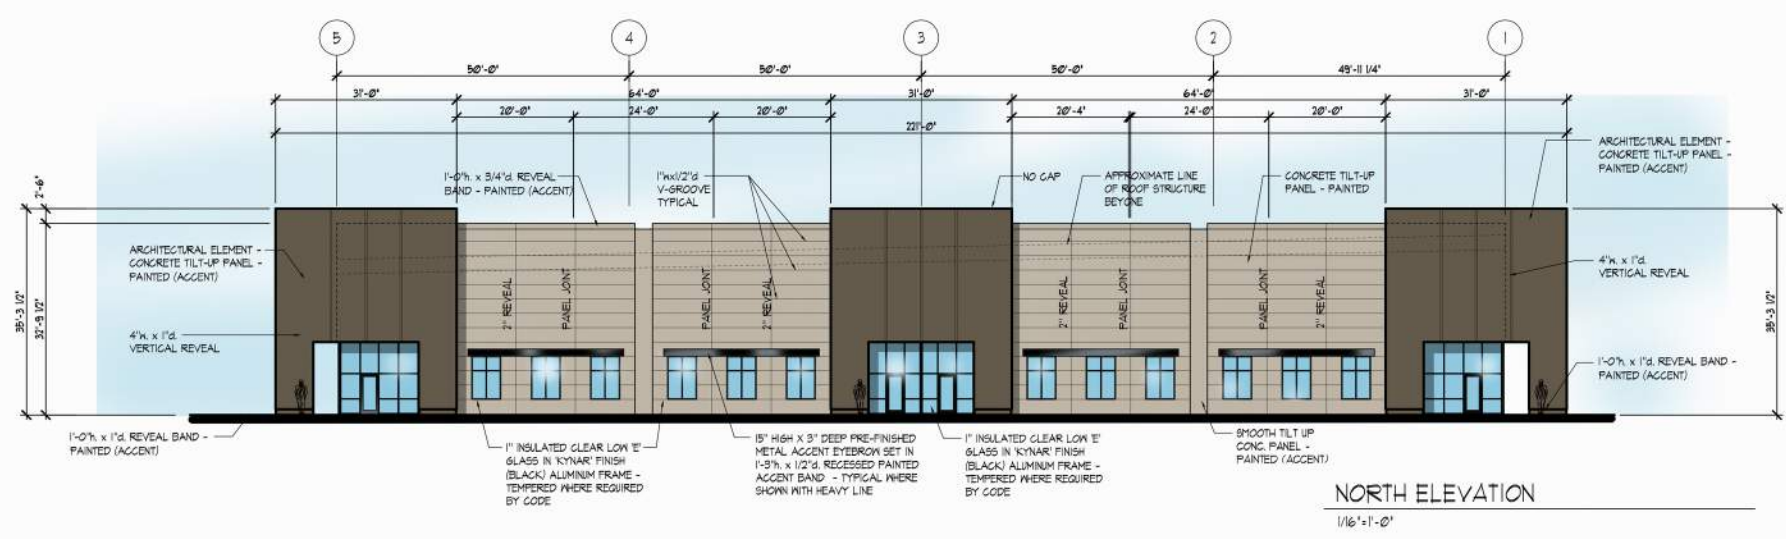 5
4
3
2
1
50'-0"
50'-0"
50'-0"
49'-11 1/4"
31'-0"
64'-0"
31'-0"
64'-0"
31'-0"
20'-0"
24'-0"
20'-0"
20'-4"
24'-0"
20'-0"
221'-0"
ARCHITECTURAL ELEMENT -
CONCRETE TILT-UP PANEL -
PAINTED (ACCENT)
1'-0"h. x 3/4"d. REVEAL
BAND - PAINTED (ACCENT)
1"wx1/2"d
V-GROOVE
TYPICAL
NO CAP
APPROXIMATE LINE
OF ROOF STRUCTURE
BEYONE
CONCRETE TILT-UP
PANEL - PAINTED
2'-6"
35'-3 1/2"
32'-9 1/2"
ARCHITECTURAL ELEMENT -
CONCRETE TILT-UP PANEL -
PAINTED (ACCENT)
4"w. x 1"d.
VERTICAL REVEAL
2" REVEAL
PANEL JOINT
PANEL JOINT
2" REVEAL
2" REVEAL
PANEL JOINT
PANEL JOINT
2" REVEAL
4"w. x 1"d.
VERTICAL REVEAL
35'-3 1/2"
1'-0"h. x 1"d. REVEAL BAND -
PAINTED (ACCENT)
1'-0"h. x 1"d. REVEAL BAND -
PAINTED (ACCENT)
1" INSULATED CLEAR LOW 'E'
GLASS IN 'KYNAR' FINISH
(BLACK) ALUMINUM FRAME -
TEMPERED WHERE REQUIRED
BY CODE
15" HIGH x 3" DEEP PRE-FINISHED
METAL ACCENT EYEBROW SET IN
1'-3"h. x 1/2"d. RECESSED PAINTED
ACCENT BAND - TYPICAL WHERE
SHOWN WITH HEAVY LINE
1" INSULATED CLEAR LOW 'E'
GLASS IN 'KYNAR' FINISH
(BLACK) ALUMINUM FRAME -
TEMPERED WHERE REQUIRED
BY CODE
SMOOTH TILT UP
CONC. PANEL -
PAINTED (ACCENT)
NORTH ELEVATION
1/16"=1'-0"